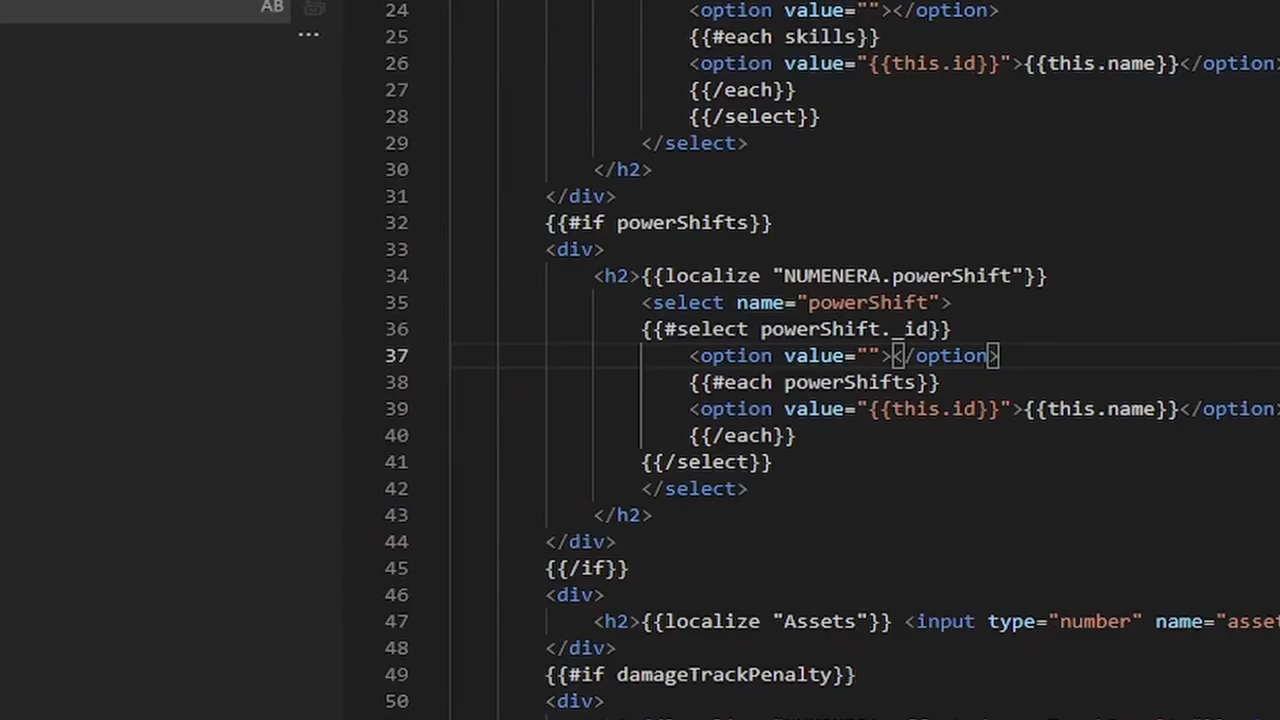 AB
...
24 <option value=""></option>
25 {{#each skills}}
26 <option value="{{this.id}}">{{this.name}}</option>
27 {{/each}}
28 {{/select}}
29 </select>
30 </h2>
31 </div>
32 {{#if powerShifts}}
33 <div>
34 <h2>{{localize "NUMENERA.powerShift"}}
35 <select name="powerShift">
36 {{#select powerShift._id}}
37 <option value=""></option>
38 {{#each powerShifts}}
39 <option value="{{this.id}}">{{this.name}}</option>
40 {{/each}}
41 {{/select}}
42 </select>
43 </h2>
44 </div>
45 {{/if}}
46 <div>
47 <h2>{{localize "Assets"}} <input type="number" name="asset
48 </div>
49 {{#if damageTrackPenalty}}
50 <div>